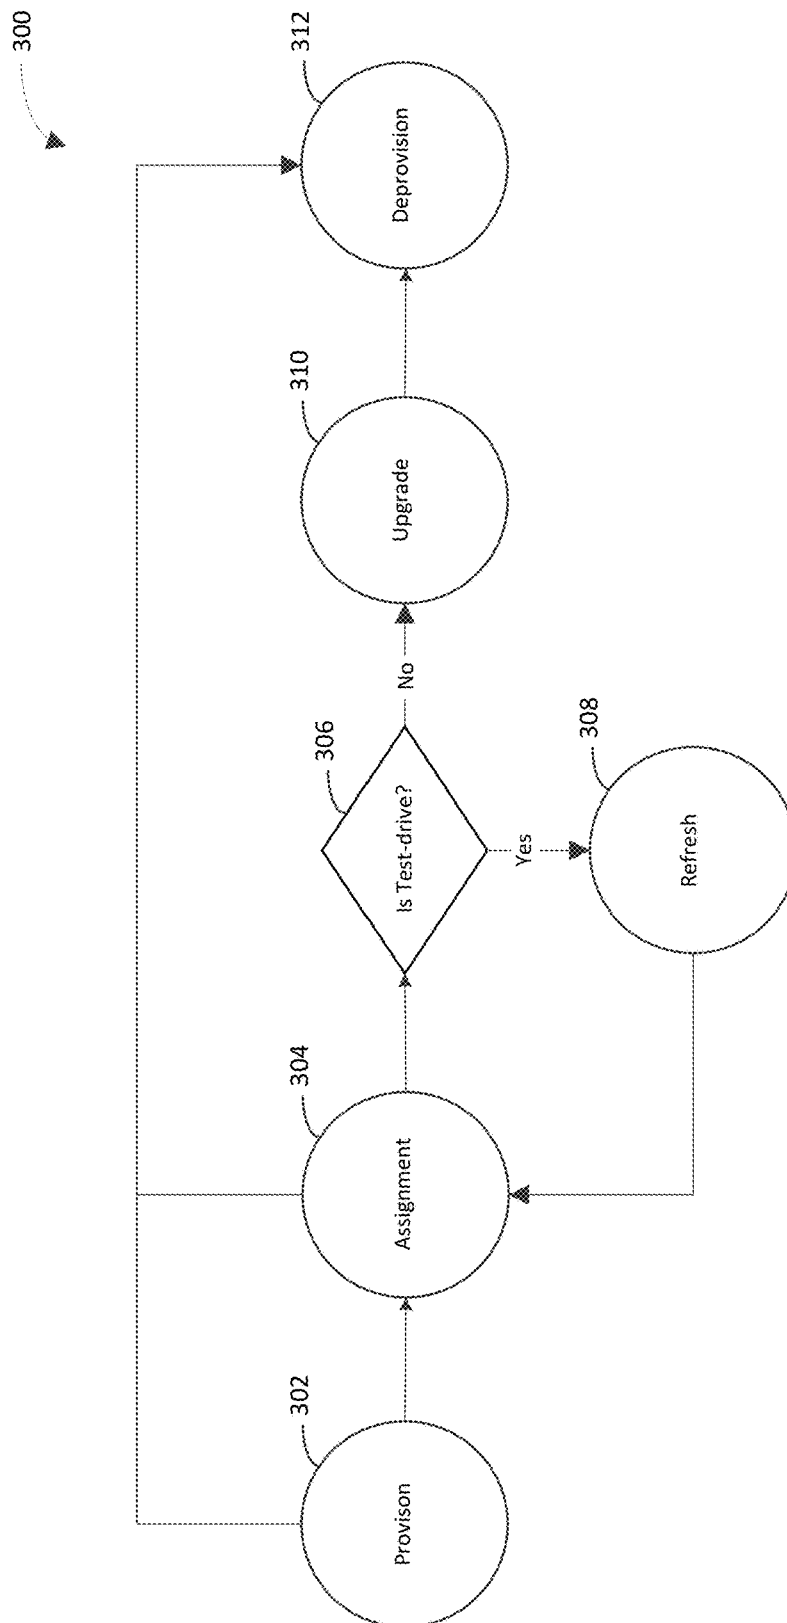 300
302
Provison
304
Assignment
306
Is Test-drive?
Yes
308
Refresh
No
310
Upgrade
312
Deprovision